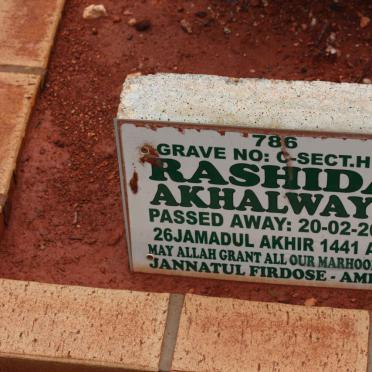 786
GRAVE NO: C-SECT.H
RASHIDA
AKHALWAY
PASSED AWAY: 20-02-20
26JAMADUL AKHIR 1441 A
MAY ALLAH GRANT ALL OUR MARHOO
JANNATUL FIRDOSE - AM